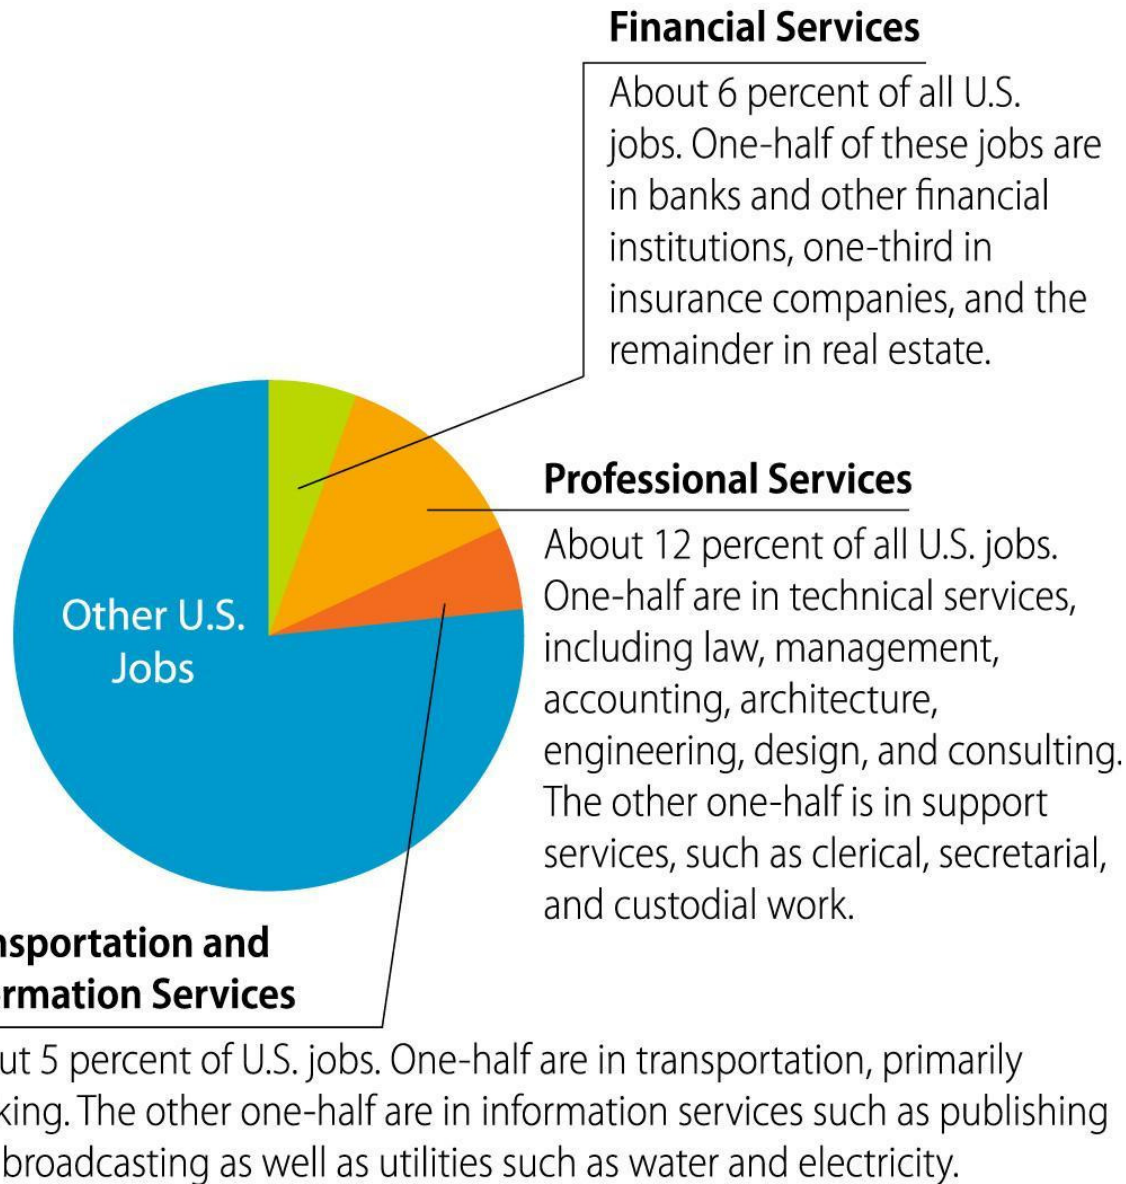 Financial Services
About 6 percent of all U.S.
jobs. One-half of these jobs are
in banks and other financial
institutions, one-third in
insurance companies, and the
remainder in real estate.
Professional Services
About 12 percent of all U.S. jobs.
One-half are in technical services,
including law, management,
accounting, architecture,
engineering, design, and consulting.
The other one-half is in support
services, such as clerical, secretarial,
and custodial work.
Other U.S.
Jobs
nsportation and
rmation Services
ut 5 percent of U.S. jobs. One-half are in transportation, primarily
king. The other one-half are in information services such as publishing
broadcasting as well as utilities such as water and electricity.